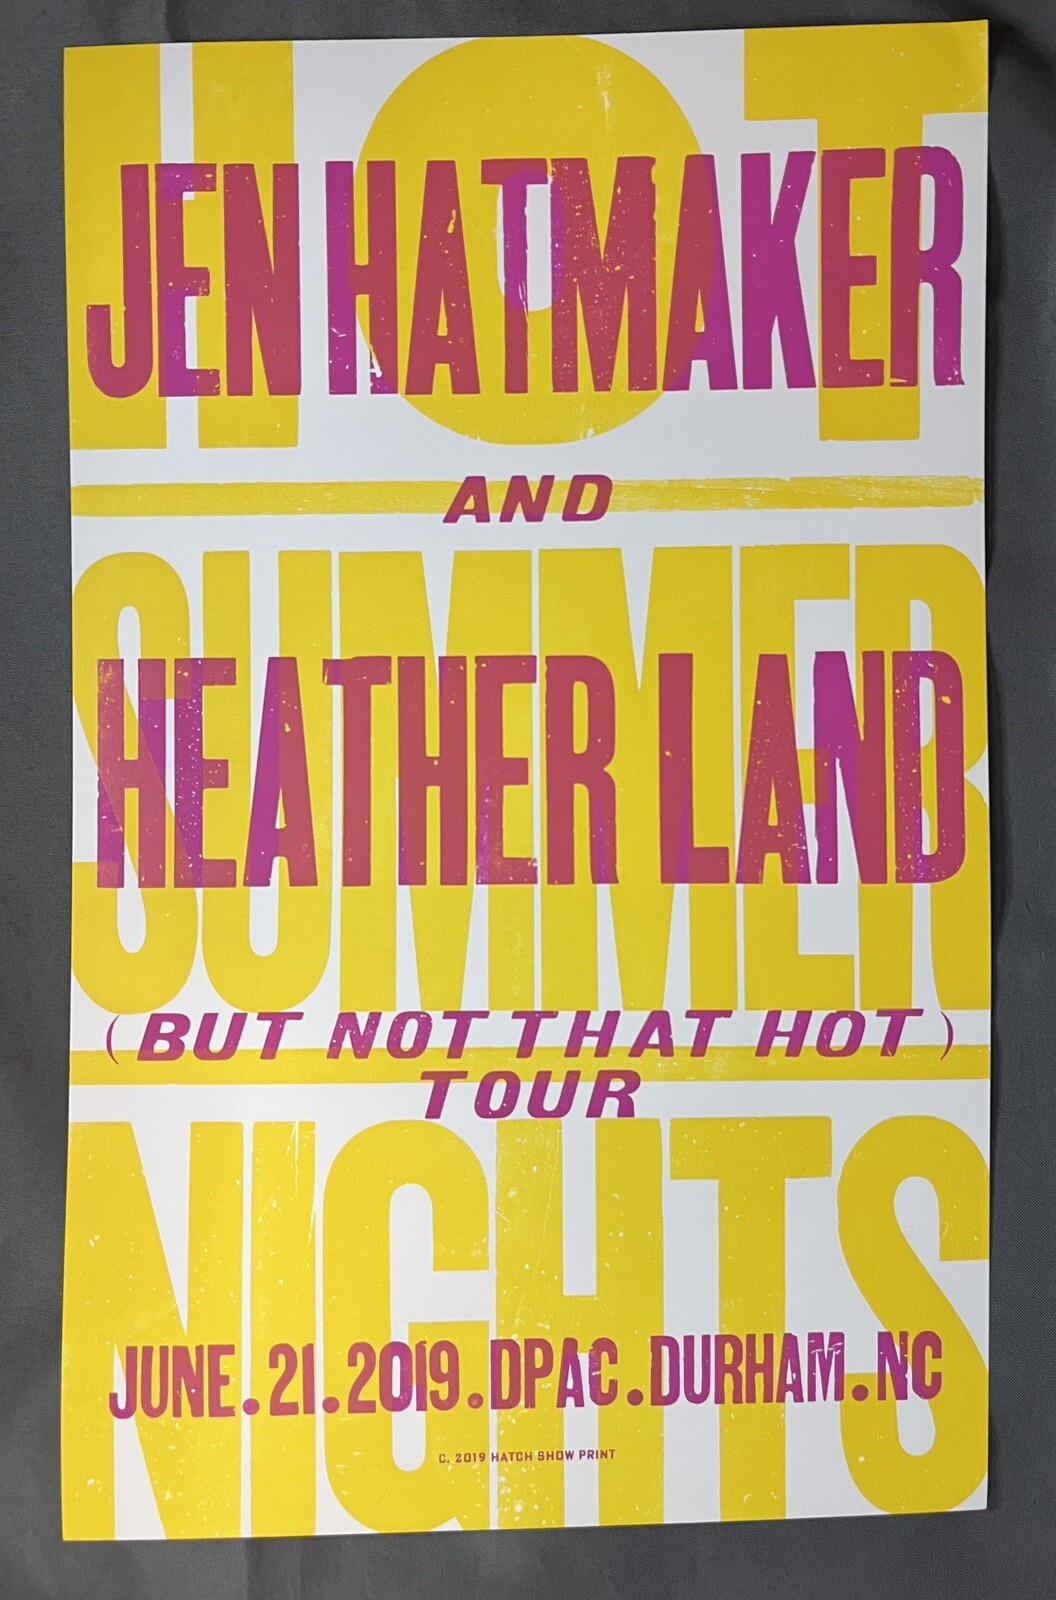 HOT
JEN HATMAKER
AND
SUMMER
HEATHER LAND
(BUT NOT THAT HOT)
TOUR
NIGHTS
JUNE.21.2019.DPAC.DURHAM.NC
C. 2019 HATCH SHOW PRINT